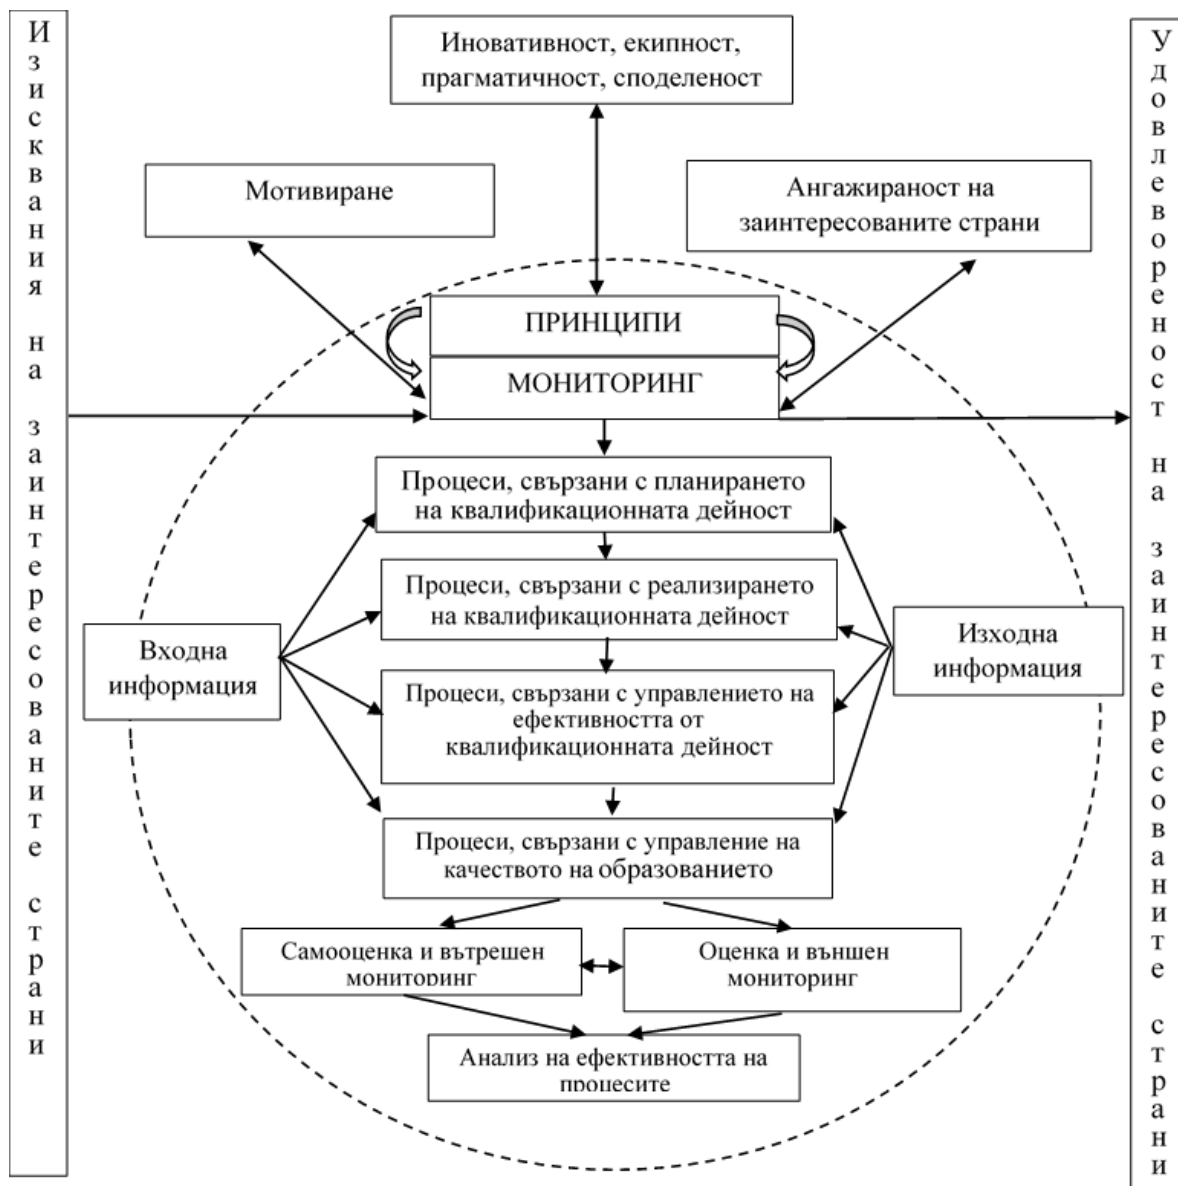 Изисквания на заинтересованите страни
Иновативност, екипност,
прагматичност, споделеност
Мотивиране
Ангажираност на
заинтересованите страни
ПРИНЦИПИ
МОНИТОРИНГ
Процеси, свързани с планирането
на квалификационната дейност
Процеси, свързани с реализирането
на квалификационната дейност
Входна
информация
Изходна
информация
Процеси, свързани с управлението на
ефективността от
квалификационната дейност
Процеси, свързани с управление на
качеството на образованието
Самооценка и вътрешен
мониторинг
Оценка и външен
мониторинг
Анализ на ефективността на
процесите
Удовлевореност на заинтересованите страни